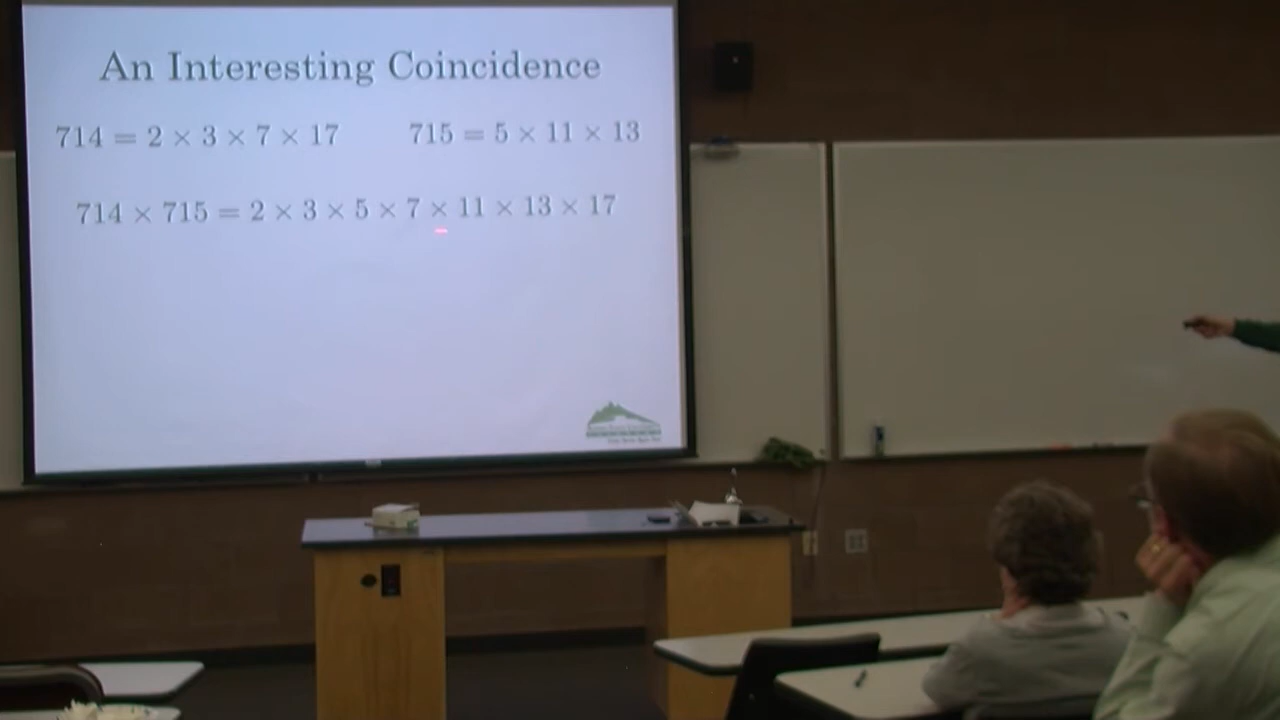 An Interesting Coincidence
714 = 2 × 3 × 7 × 17 715 = 5 × 11 × 13
714 × 715 = 2 × 3 × 5 × 7 × 11 × 13 × 17